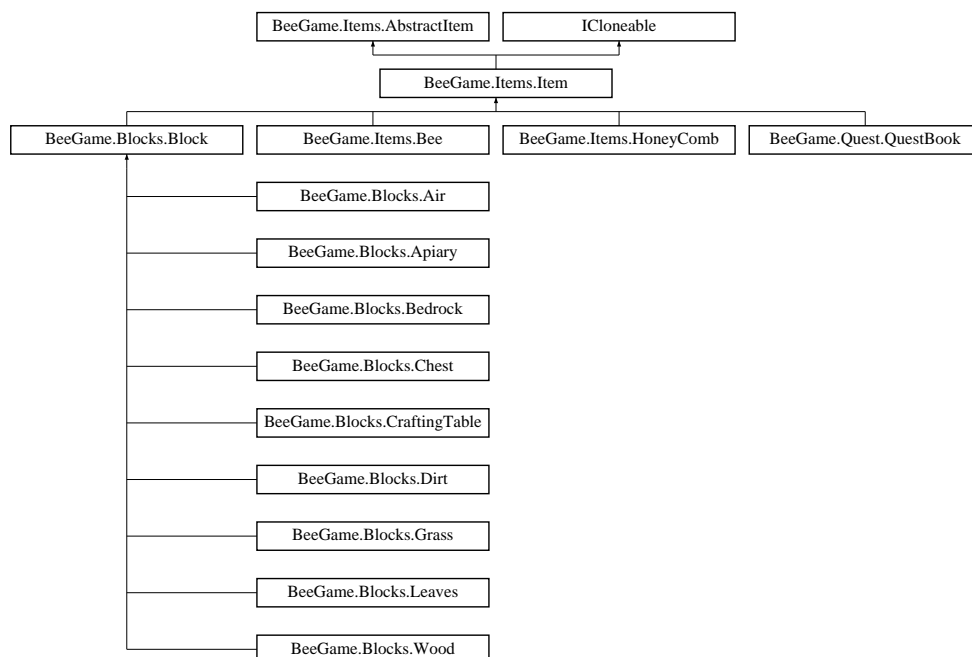 BeeGame.Items.AbstractItem
ICloneable
BeeGame.Items.Item
BeeGame.Blocks.Block
BeeGame.Items.Bee
BeeGame.Items.HoneyComb
BeeGame.Quest.QuestBook
BeeGame.Blocks.Air
BeeGame.Blocks.Apiary
BeeGame.Blocks.Bedrock
BeeGame.Blocks.Chest
BeeGame.Blocks.CraftingTable
BeeGame.Blocks.Dirt
BeeGame.Blocks.Grass
BeeGame.Blocks.Leaves
BeeGame.Blocks.Wood